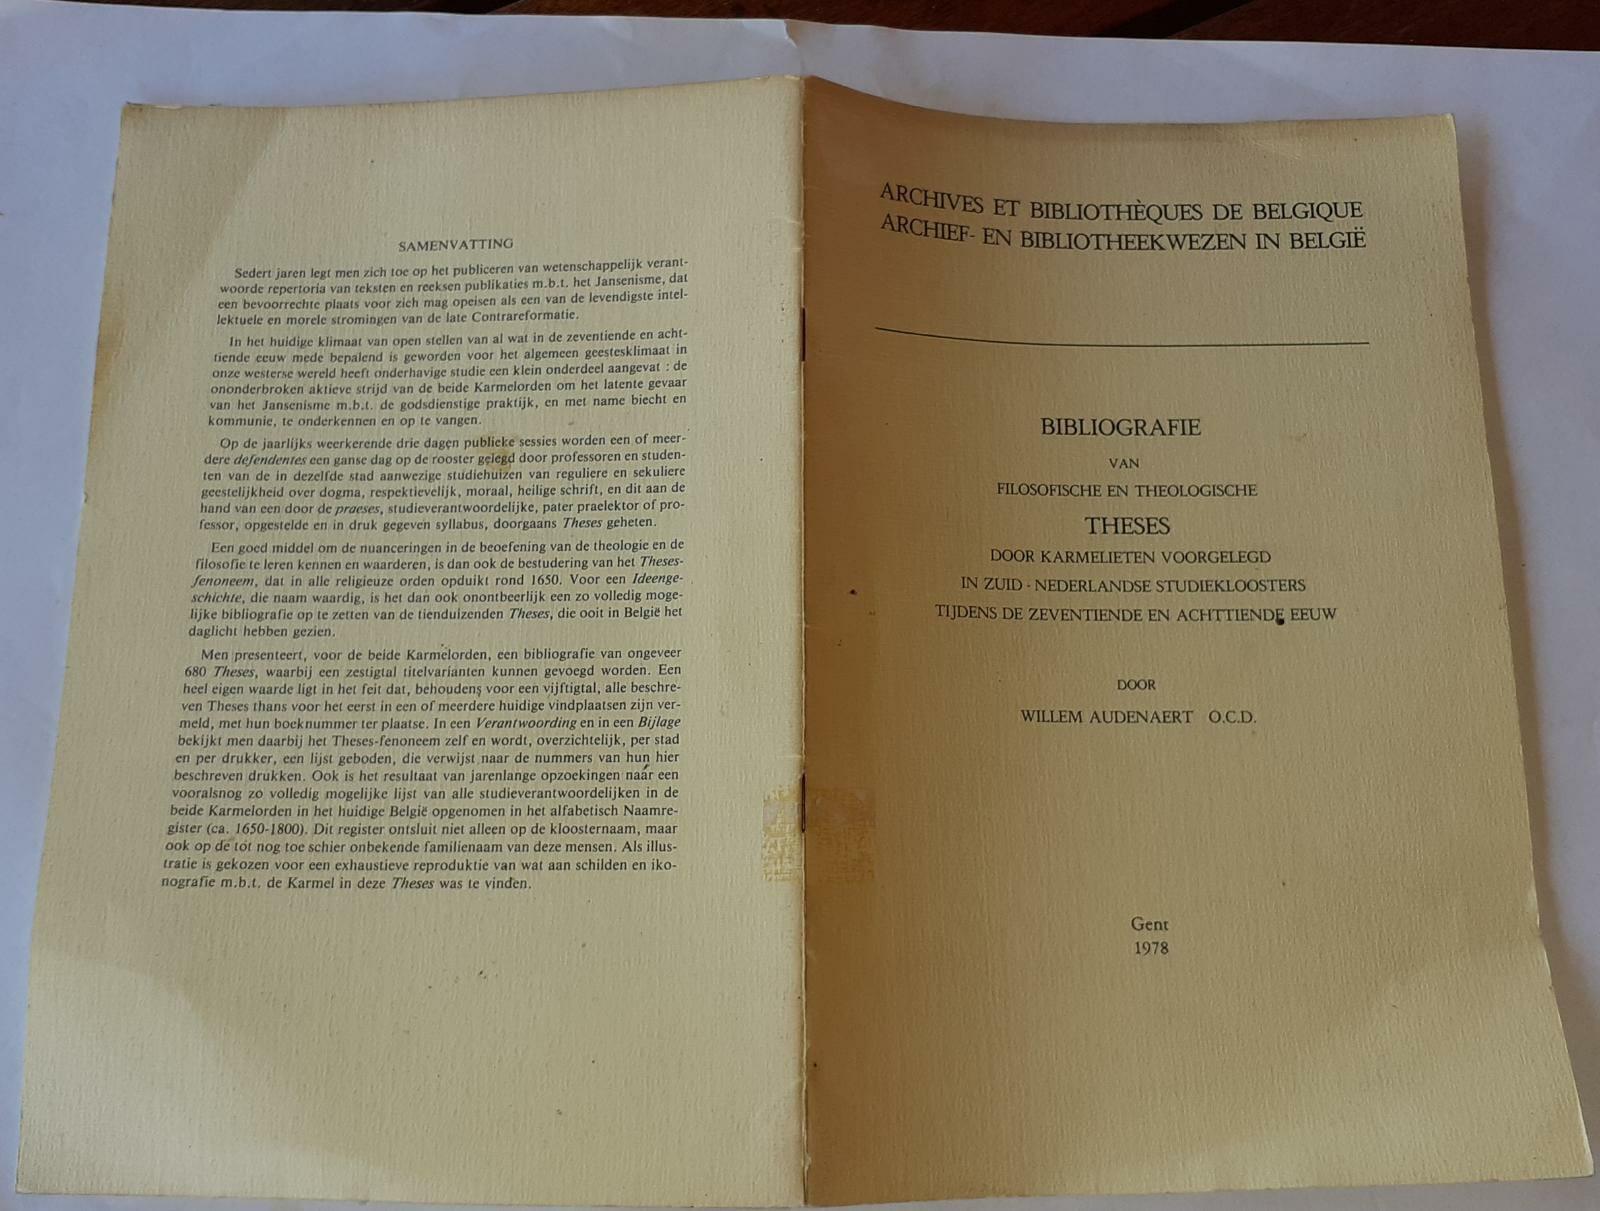 SAMENVATTING
Sedert jaren legt men zich toe op het publiceren van wetenschappelijk verant-
woorde repertoria van teksten en reeksen publikaties m.b.t. het Jansenisme, dat
een bevoorrechte plaats voor zich mag opeisen als een van de levendigste intel-
lektuele en morele stromingen van de late Contrareformatie.
In het huidige klimaat van open stellen van al wat in de zeventiende en acht-
tiende eeuw mede bepalend is geworden voor het algemeen geestesklimaat in
onze westerse wereld heeft onderhavige studie een klein onderdeel aangevat : de
ononderbroken aktieve strijd van de beide Karmelorden om het latente gevaar
van het Jansenisme m.b.t. de godsdienstige praktijk, en met name biecht en
kommunie, te onderkennen en op te vangen.
Op de jaarlijks weerkerende drie dagen publieke sessies worden een of meer-
dere defendentes een ganse dag op de rooster gelegd door professoren en studen-
ten van de in dezelfde stad aanwezige studiehuizen van reguliere en sekuliere
geestelijkheid over dogma, respektievelijk, moraal, heilige schrift, en dit aan de
hand van een door de praeses, studieverantwoordelijke, pater praelektor of pro-
fessor, opgestelde en in druk gegeven syllabus, doorgaans Theses geheten.
Een goed middel om de nuanceringen in de beoefening van de theologie en de
filosofie te leren kennen en waarderen, is dan ook de bestudering van het Theses-
fenoneem, dat in alle religieuze orden opduikt rond 1650. Voor een Ideenge-
schichte, die naam waardig, is het dan ook onontbeerlijk een zo volledig moge-
lijke bibliografie op te zetten van de tienduizenden Theses, die ooit in België het
daglicht hebben gezien.
Men presenteert, voor de beide Karmelorden, een bibliografie van ongeveer
680 Theses, waarbij een zestigtal titelvarianten kunnen gevoegd worden. Een
heel eigen waarde ligt in het feit dat, behoudens voor een vijftigtal, alle beschre-
ven Theses thans voor het eerst in een of meerdere huidige vindplaatsen zijn ver-
meld, met hun boeknummer ter plaatse. In een Verantwoording en in een Bijlage
bekijkt men daarbij het Theses-fenoneem zelf en wordt, overzichtelijk, per stad
en per drukker, een lijst geboden, die verwijst naar de nummers van hun hier
beschreven drukken. Ook is het resultaat van jarenlange opzoekingen naar een
vooralsnog zo volledig mogelijke lijst van alle studieverantwoordelijken in de
beide Karmelorden in het huidige België opgenomen in het alfabetisch Naamre-
gister (ca. 1650-1800). Dit register ontsluit niet alleen op de kloosternaam, maar
ook op de tot nog toe schier onbekende familienaam van deze mensen. Als illus-
tratie is gekozen voor een exhaustieve reproduktie van wat aan schilden en iko-
nografie m.b.t. de Karmel in deze Theses was te vinden.
ARCHIVES ET BIBLIOTHÈQUES DE BELGIQUE
ARCHIEF- EN BIBLIOTHEEKWEZEN IN BELGIË
BIBLIOGRAFIE
VAN
FILOSOFISCHE EN THEOLOGISCHE
THESES
DOOR KARMELIETEN VOORGELEGD
IN ZUID - NEDERLANDSE STUDIEKLOOSTERS
TIJDENS DE ZEVENTIENDE EN ACHTTIENDE EEUW
DOOR
WILLEM AUDENAERT O.C.D.
Gent
1978